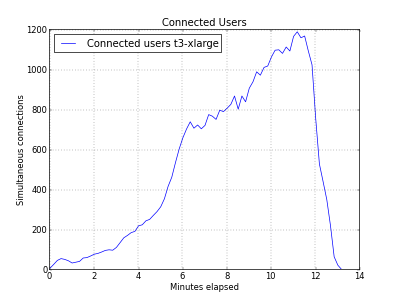 Connected Users
1200
Connected users t3-xlarge
1000
800
600
400
200
0
Simultaneous connections
0 2 4 6 8 10 12 14
Minutes elapsed